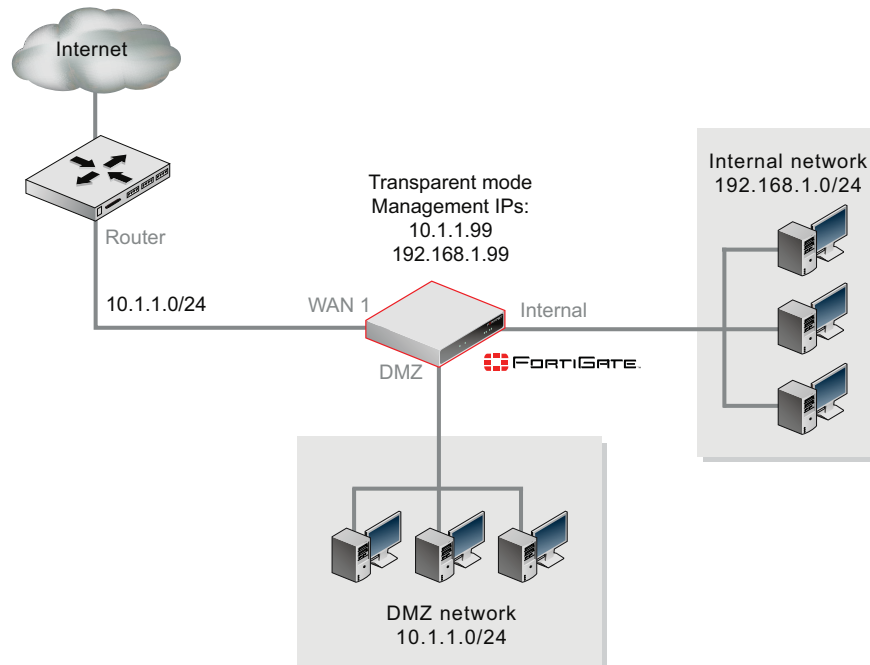 Internet
Router
10.1.1.0/24
Transparent mode
Management IPs:
10.1.1.99
192.168.1.99
WAN 1
Internal
DMZ
FORTIGATE.
Internal network
192.168.1.0/24
DMZ network
10.1.1.0/24